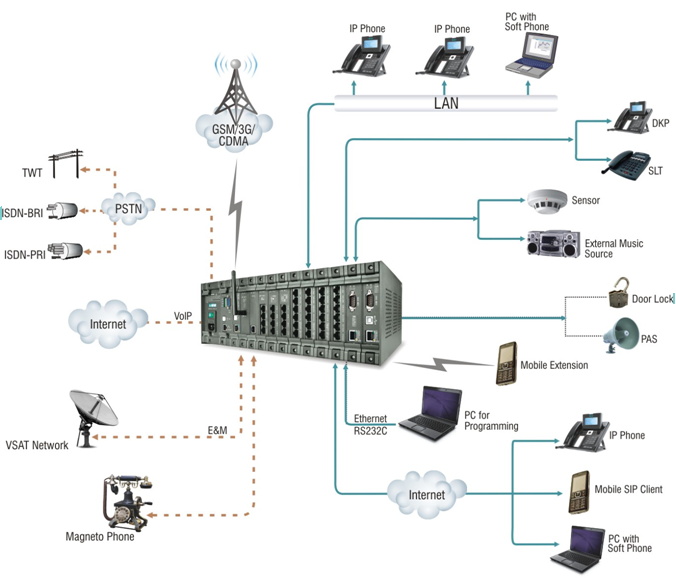 IP Phone
IP Phone
PC with
Soft Phone
LAN
GSM/3G/
CDMA
DKP
SLT
TWT
ISDN-BRI
PSTN
ISDN-PRI
Sensor
External Music
Source
Internet
VoIP
Door Lock
PAS
Mobile Extension
VSAT Network
E&M
Ethernet
RS232C
PC for
Programming
IP Phone
Internet
Mobile SIP Client
Magneto Phone
PC with
Soft Phone